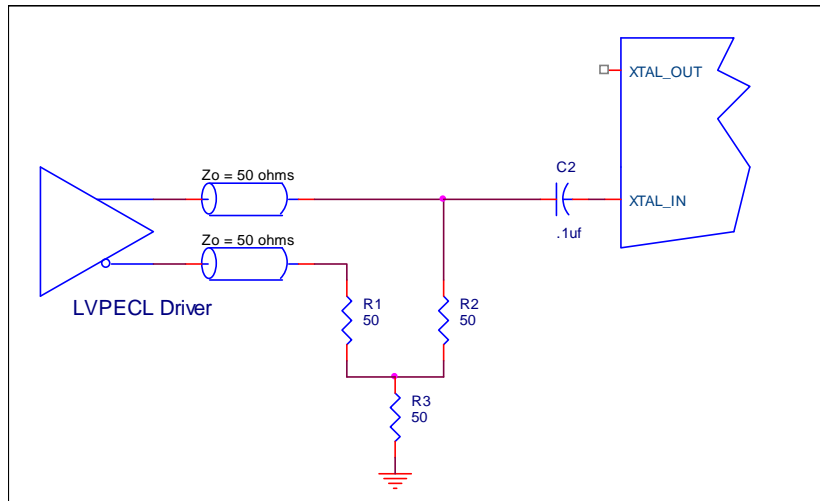 XTAL_OUT
C2
Zo = 50 ohms
XTAL_IN
.1uf
Zo = 50 ohms
LVPECL Driver
R1
50
R2
50
R3
50